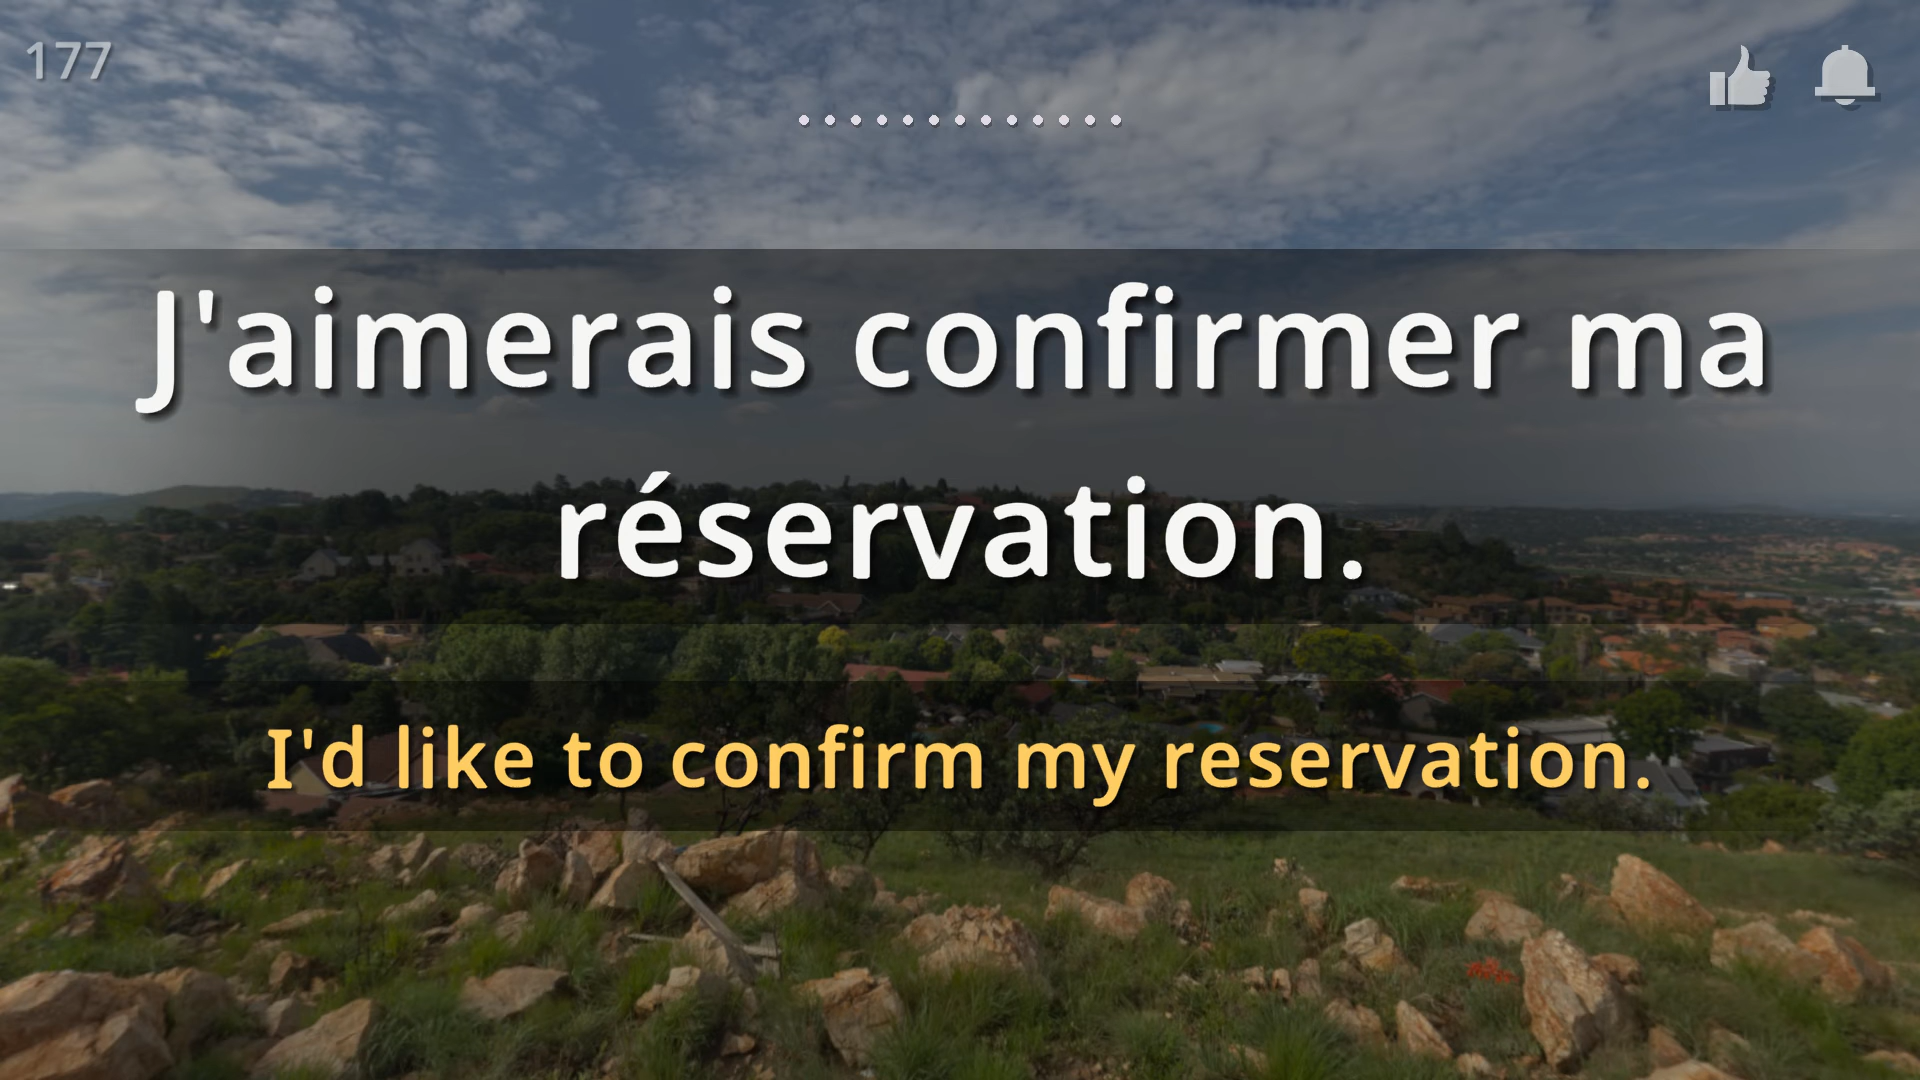 177
J'aimerais confirmer ma
réservation.
I'd like to confirm my reservation.